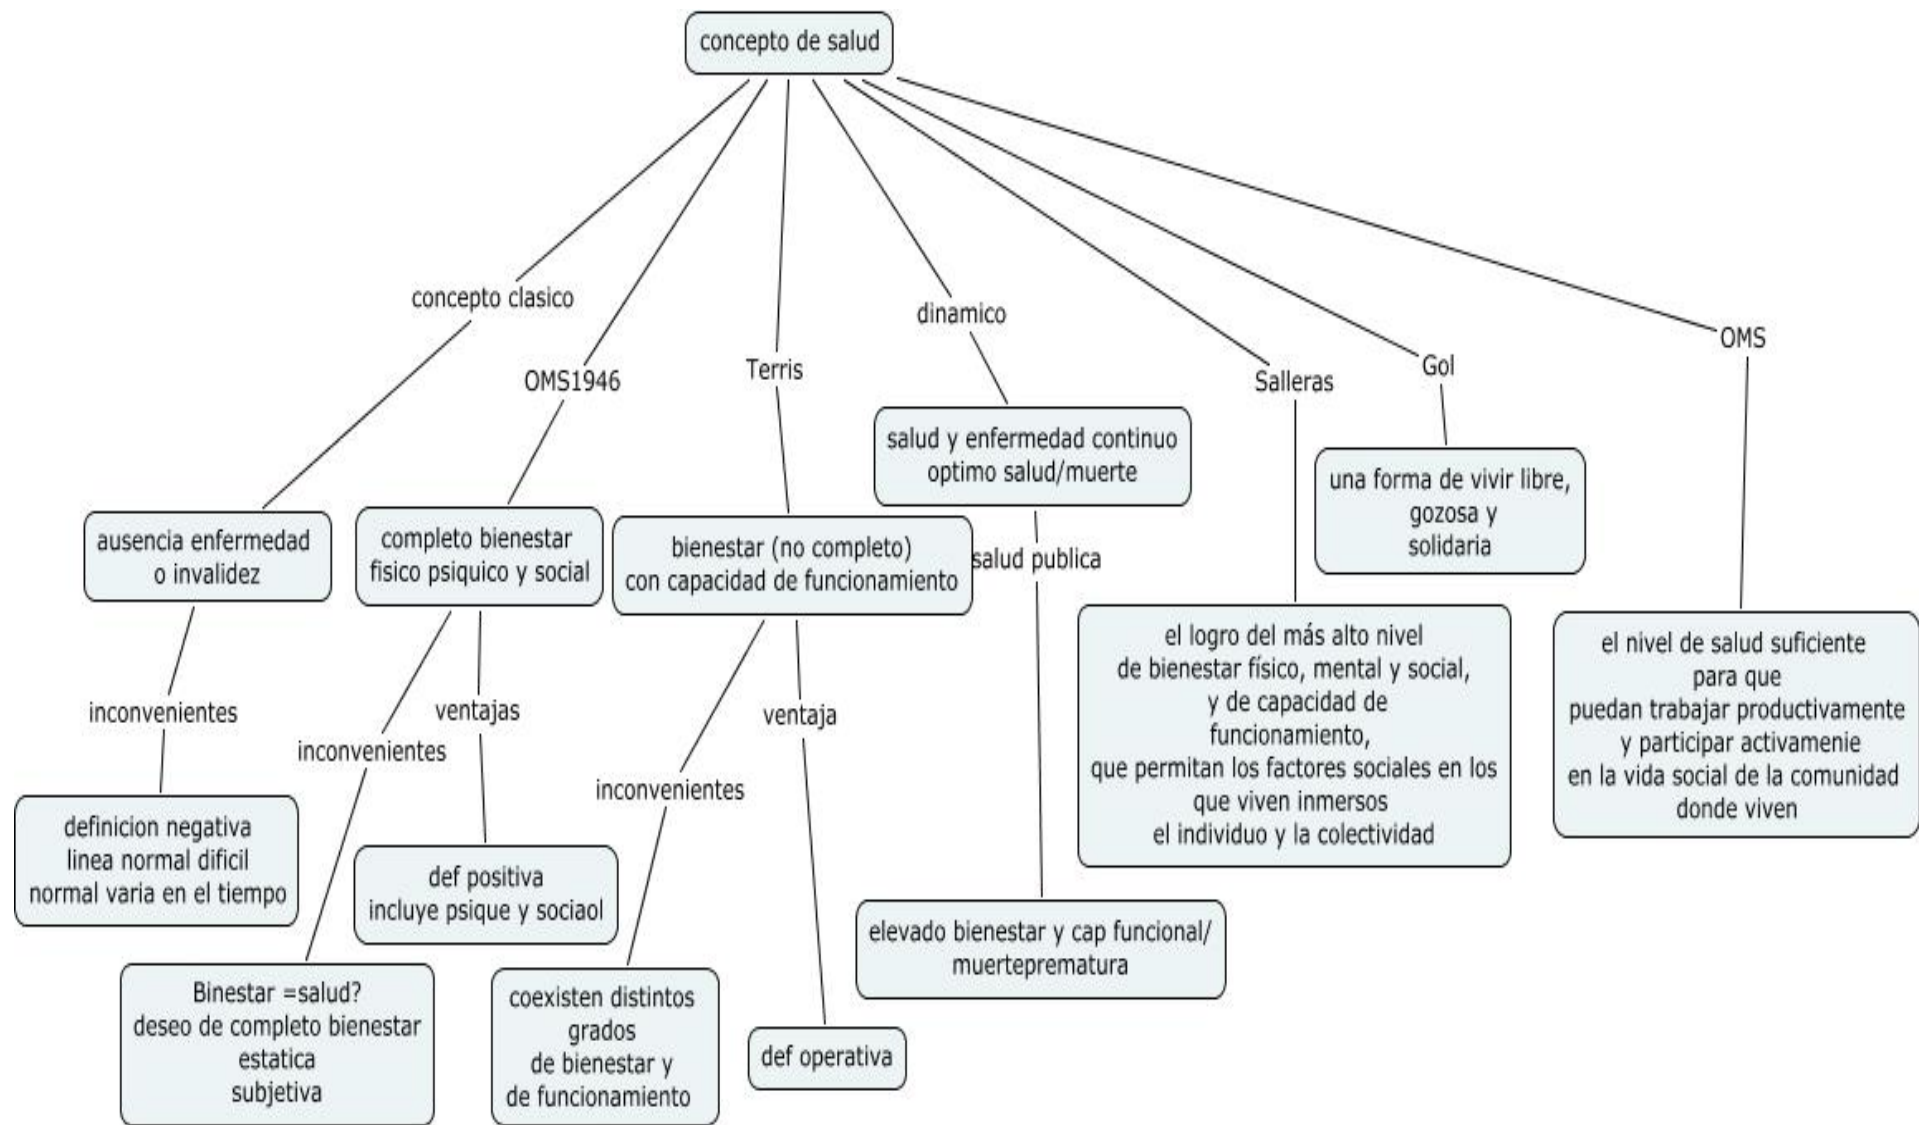 concepto de salud
concepto clasico
ausencia enfermedad
o invalidez
inconvenientes
definicion negativa
linea normal dificil
normal varia en el tiempo
OMS1946
completo bienestar
fisico psiquico y social
inconvenientes
Binestar =salud?
deseo de completo bienestar
estatica
subjetiva
ventajas
def positiva
incluye psique y sociaol
Terris
bienestar (no completo)
con capacidad de funcionamiento
inconvenientes
coexisten distintos
grados
de bienestar y
de funcionamiento
ventaja
def operativa
dinamico
salud y enfermedad continuo
optimo salud/muerte
salud publica
elevado bienestar y cap funcional/
muerteprematura
Salleras
el logro del más alto nivel
de bienestar físico, mental y social,
y de capacidad de
funcionamiento,
que permitan los factores sociales en los
que viven inmersos
el individuo y la colectividad
Gol
una forma de vivir libre,
gozosa y
solidaria
OMS
el nivel de salud suficiente
para que
puedan trabajar productivamente
y participar activamenie
en la vida social de la comunidad
donde viven